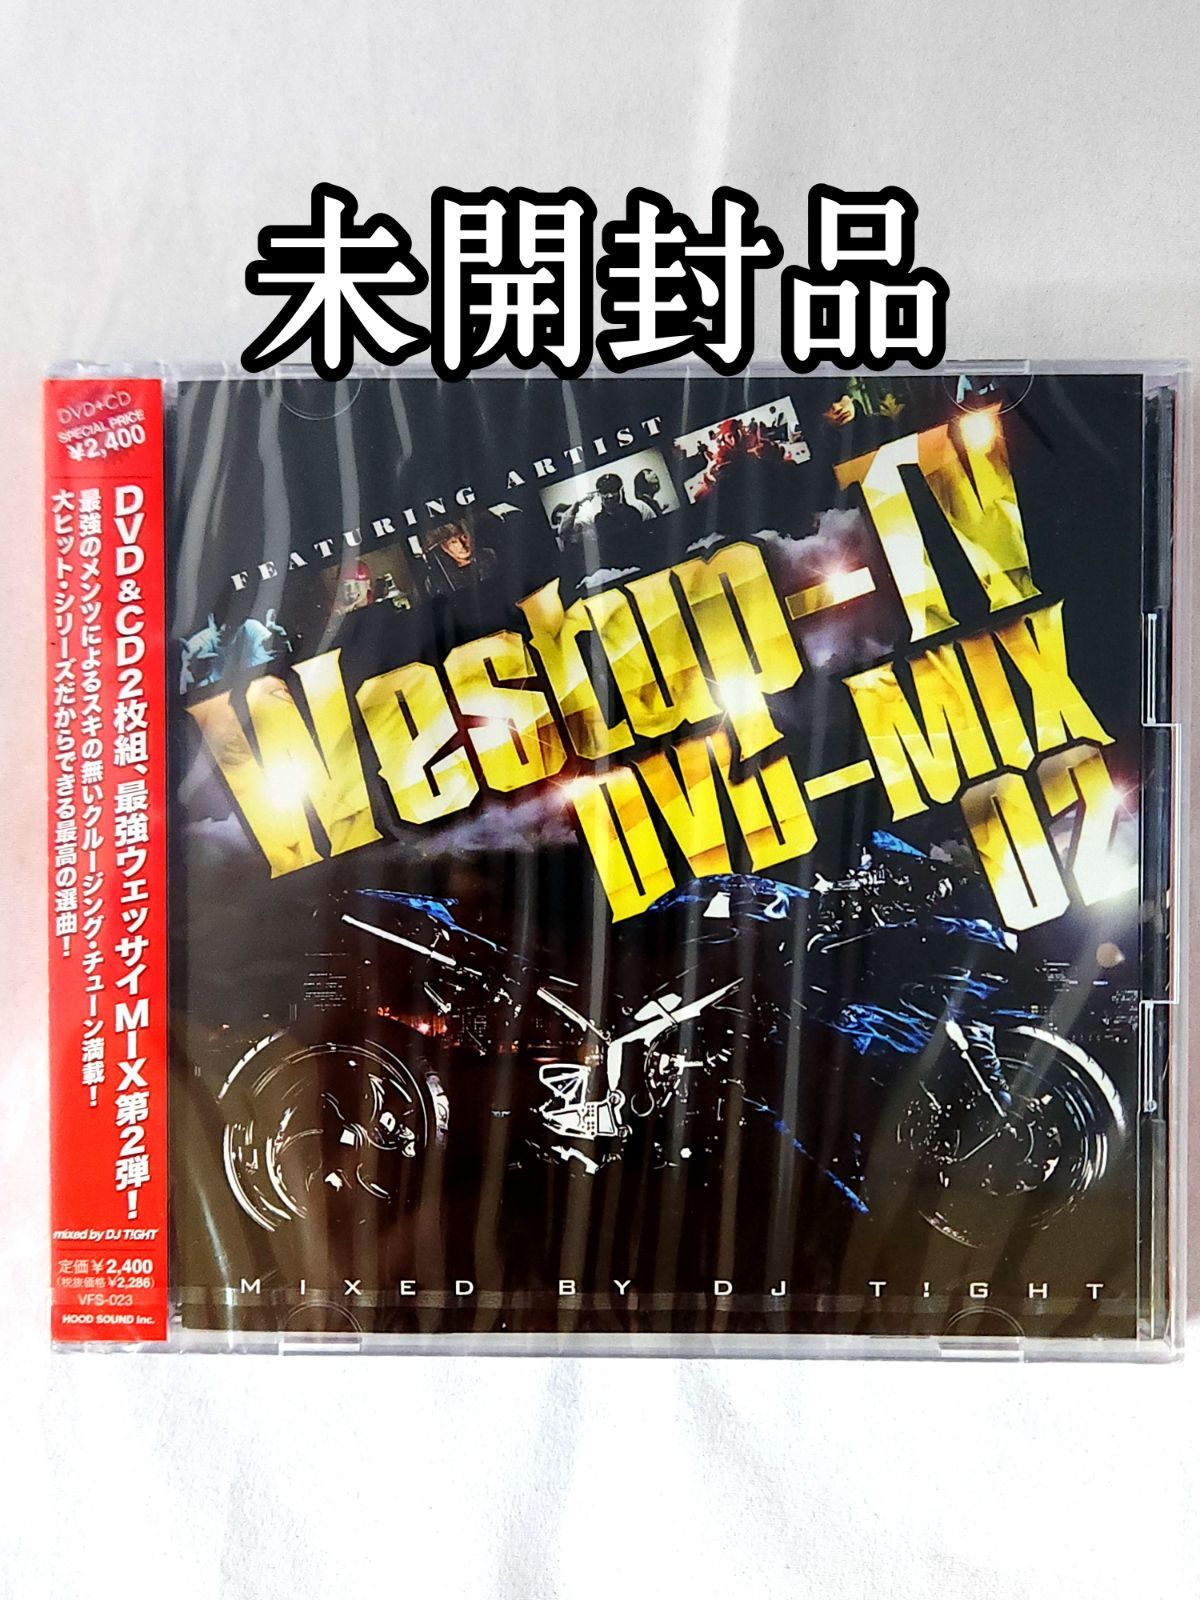 未開封品
DVD+CD
SPECIAL PRICE
¥2,400
DVD&CD2枚組、最強ウェッサイMIX第2弾!
最強のメンツによるスキの無いクルージング・チューン満載!
大ヒット・シリーズだからできる最高の選曲!
mixed by DJ T!GHT
定価¥2,400
(税抜価格¥2,286)
VFS-023
HOOD SOUND Inc.
FEATURING ARTIST
Westup-TV
DVD-MIX
02
MIXED BY DJ T!GHT